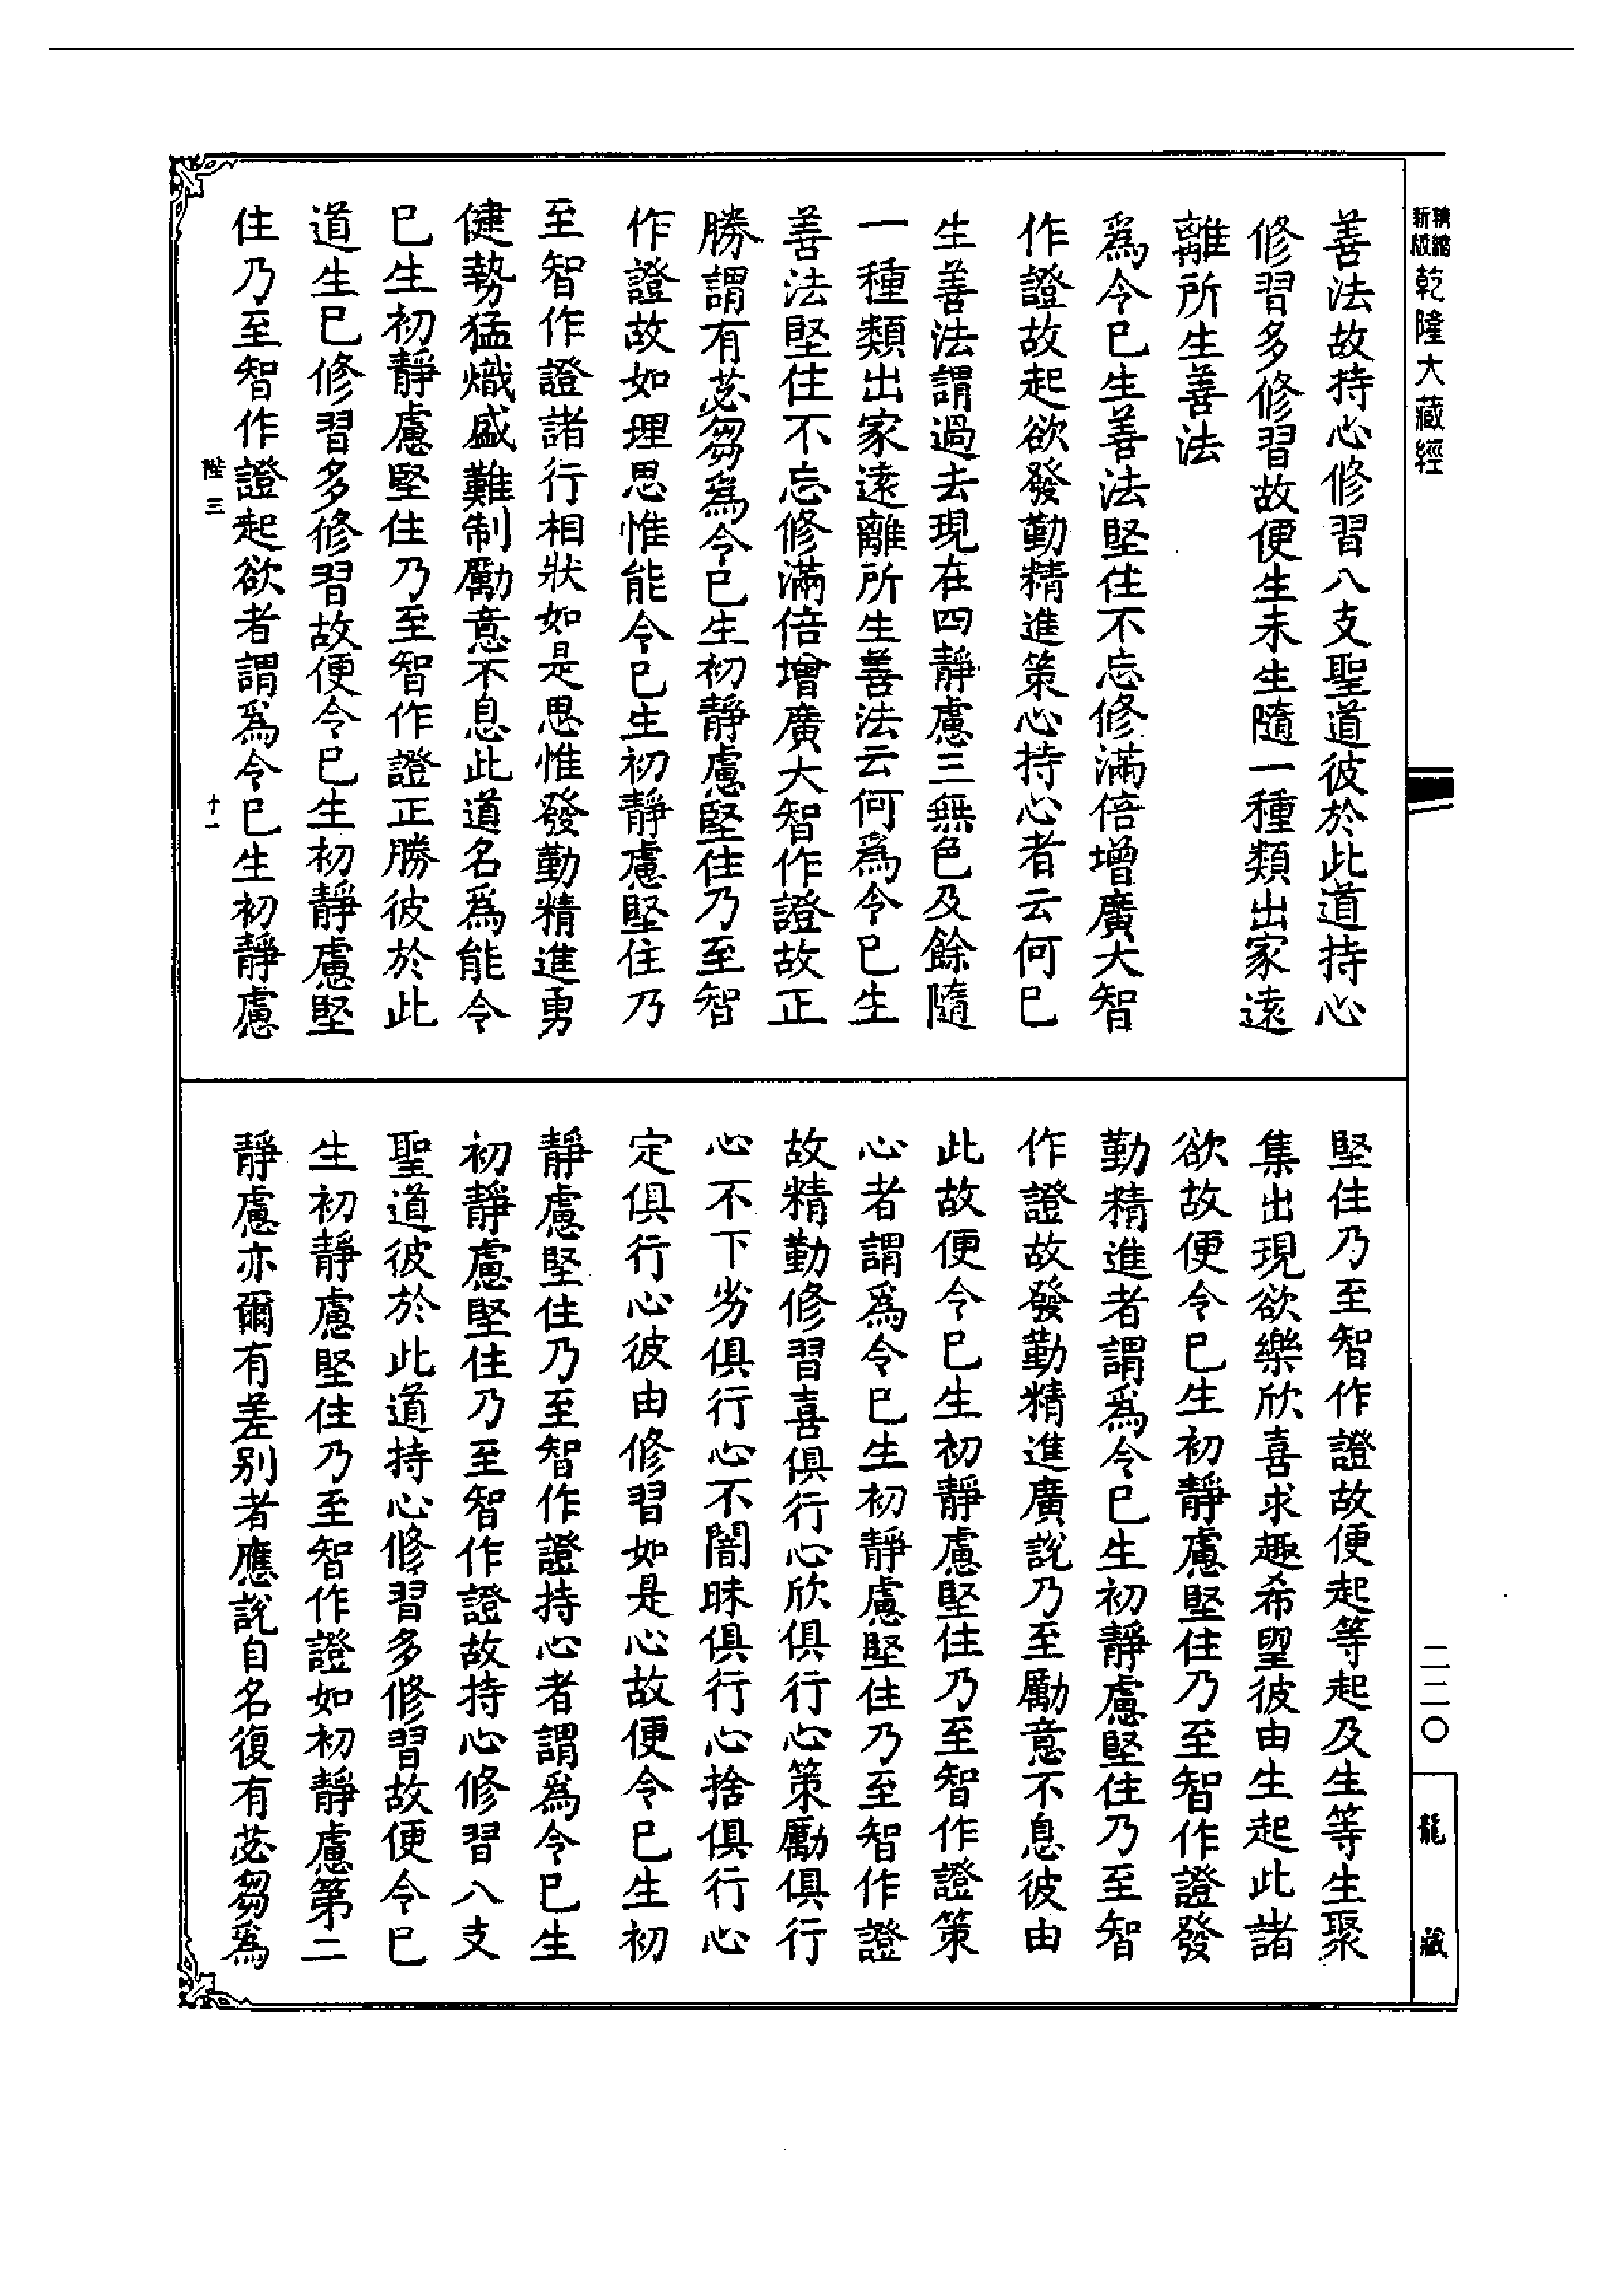 精縮新版乾隆大藏經
善法故持心修習八支聖道彼於此道持心
修習多修習故便生未生隨一種類出家遠
離所生善法
為令已生善法堅住不忘修滿倍增廣大智
作證故起欲發勤精進策心持心者云何已
生善法謂過去現在四靜慮三無色及餘隨
一種類出家遠離所生善法云何為令已生
善法堅住不忘修滿倍增廣大智作證故正
勝謂有苾芻為令已生初靜慮堅住乃至智
作證故如理思惟能令已生初靜慮堅住乃
至智作證諸行相狀如是思惟發勤精進勇
健勢猛熾盛難制勵意不息此道名為能令
已生初靜慮堅住乃至智作證正勝彼於此
道生已修習多修習故便令已生初靜慮堅
住乃至智作證起欲者謂為令已生初靜慮
陛三
十一
堅住乃至智作證故便起等起及生等生聚
集出現欲樂欣喜求趣希望彼由生起此諸
欲故便令已生初靜慮堅住乃至智作證發
勤精進者謂為令已生初靜慮堅住乃至智
作證故發勤精進廣說乃至勵意不息彼由
此故便令已生初靜慮堅住乃至智作證策
心者謂為令已生初靜慮堅住乃至智作證
故精勤修習喜俱行心欣俱行心策勵俱行
心不下劣俱行心不闇昧俱行心捨俱行心
定俱行心彼由修習如是心故便令已生初
靜慮堅住乃至智作證持心者謂為令已生
初靜慮堅住乃至智作證故持心修習八支
聖道彼於此道持心修習多修習故便令已
生初靜慮堅住乃至智作證如初靜慮第二
靜慮亦爾有差別者應說自名復有苾芻為
二二〇
龍藏